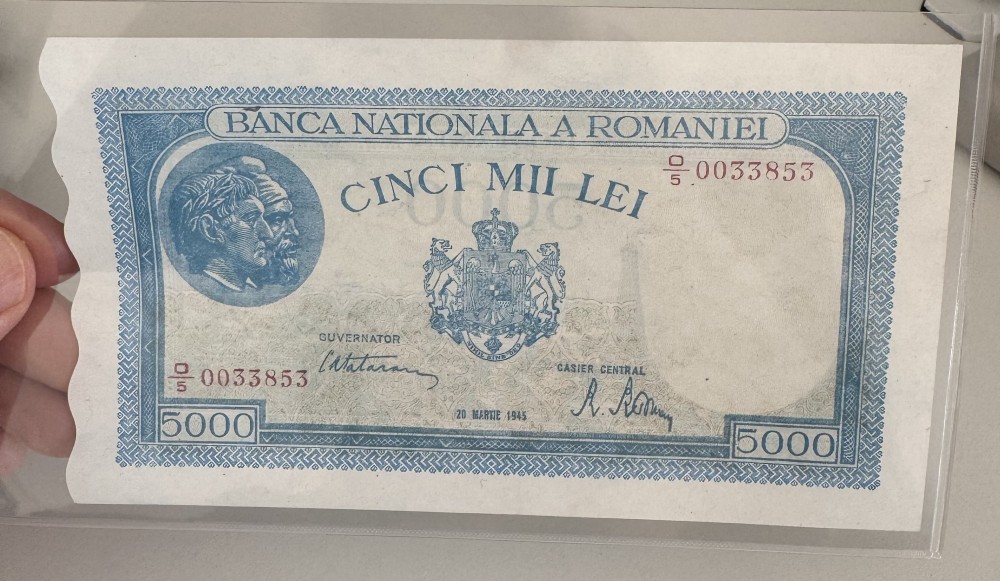 BANCA NATIONALA A ROMANIEI
O/5 0033853
CINCI MII LEI
GUVERNATOR
CASIER CENTRAL
O/5 0033853
20 MARTIE 1945
5000
5000